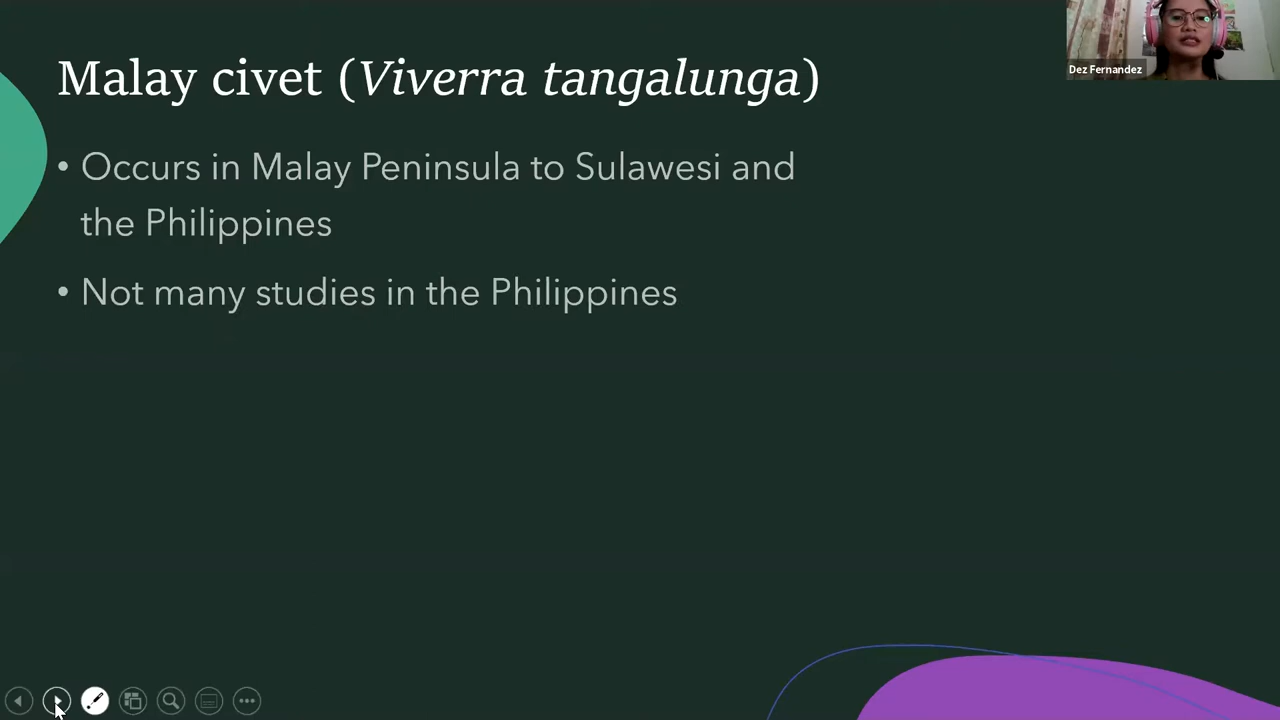 Malay civet (Viverra tangalunga)
Dez Fernandez
• Occurs in Malay Peninsula to Sulawesi and
the Philippines
• Not many studies in the Philippines